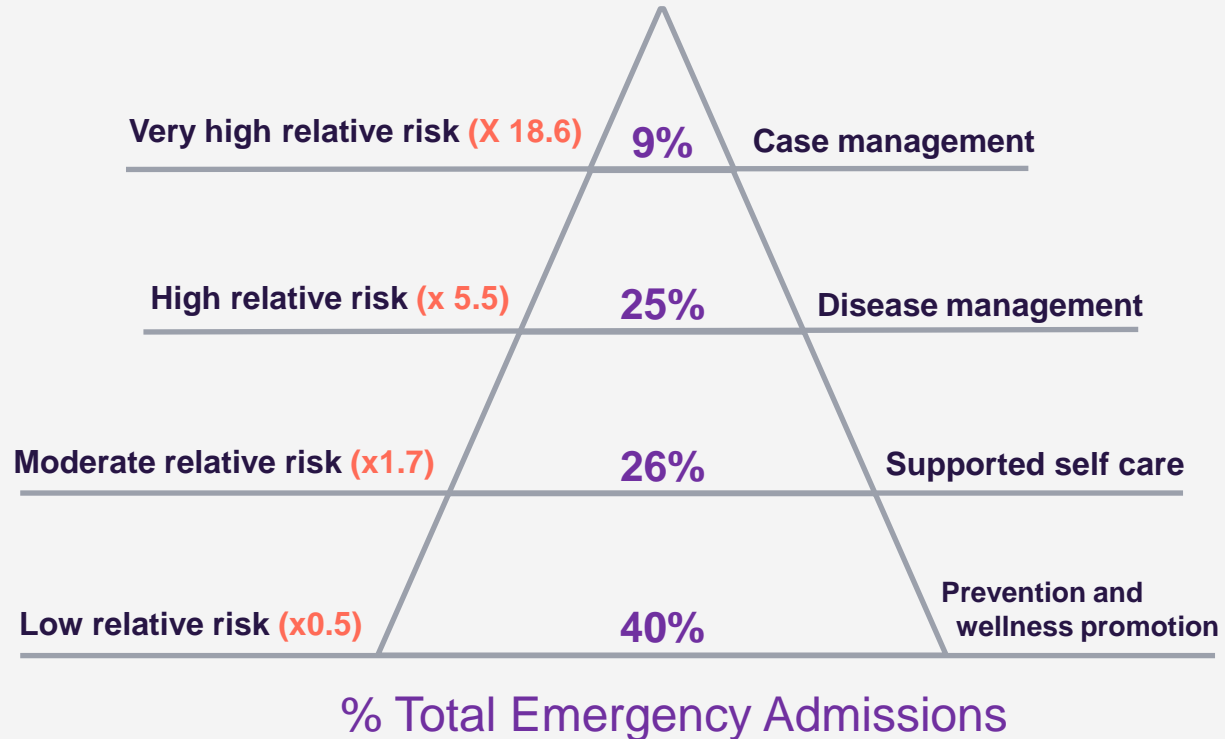 Very high relative risk (X 18.6)
9%
Case management
High relative risk (x 5.5)
25%
Disease management
Moderate relative risk (x1.7)
26%
Supported self care
Low relative risk (x0.5)
40%
Prevention and
wellness promotion
% Total Emergency Admissions